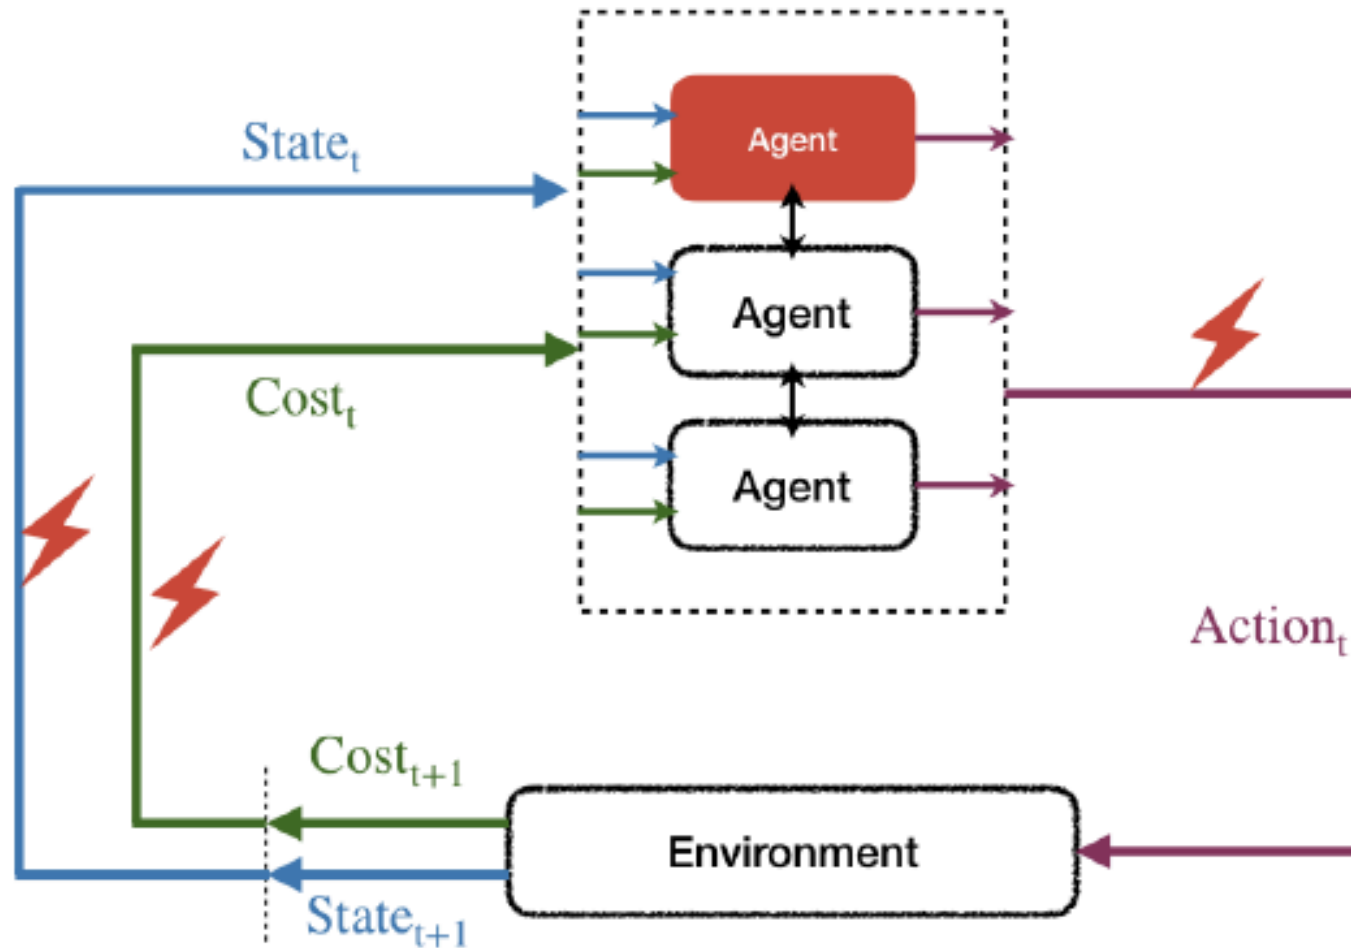 Agent
State_t
Agent
Cost_t
Agent
Action_t
Cost_{t+1}
Environment
State_{t+1}